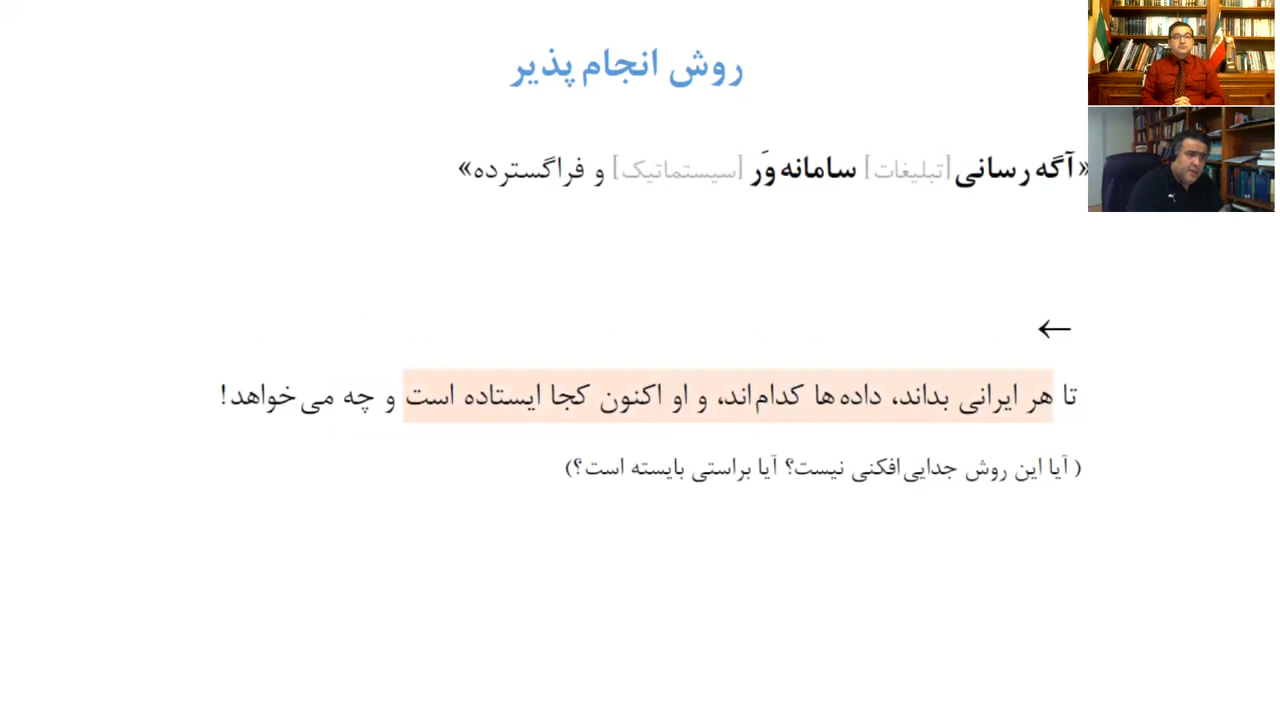 روش انجام پذیر
«آگه رسانی [تبلیغات] سامانه وَر [سیستماتیک] و فراگسترده»
←
تا هر ایرانی بداند، داده ها کدام اند، و او اکنون کجا ایستاده است و چه می خواهد!
( آیا این روش جدایی افکنی نیست؟ آیا براستی بایسته است؟)